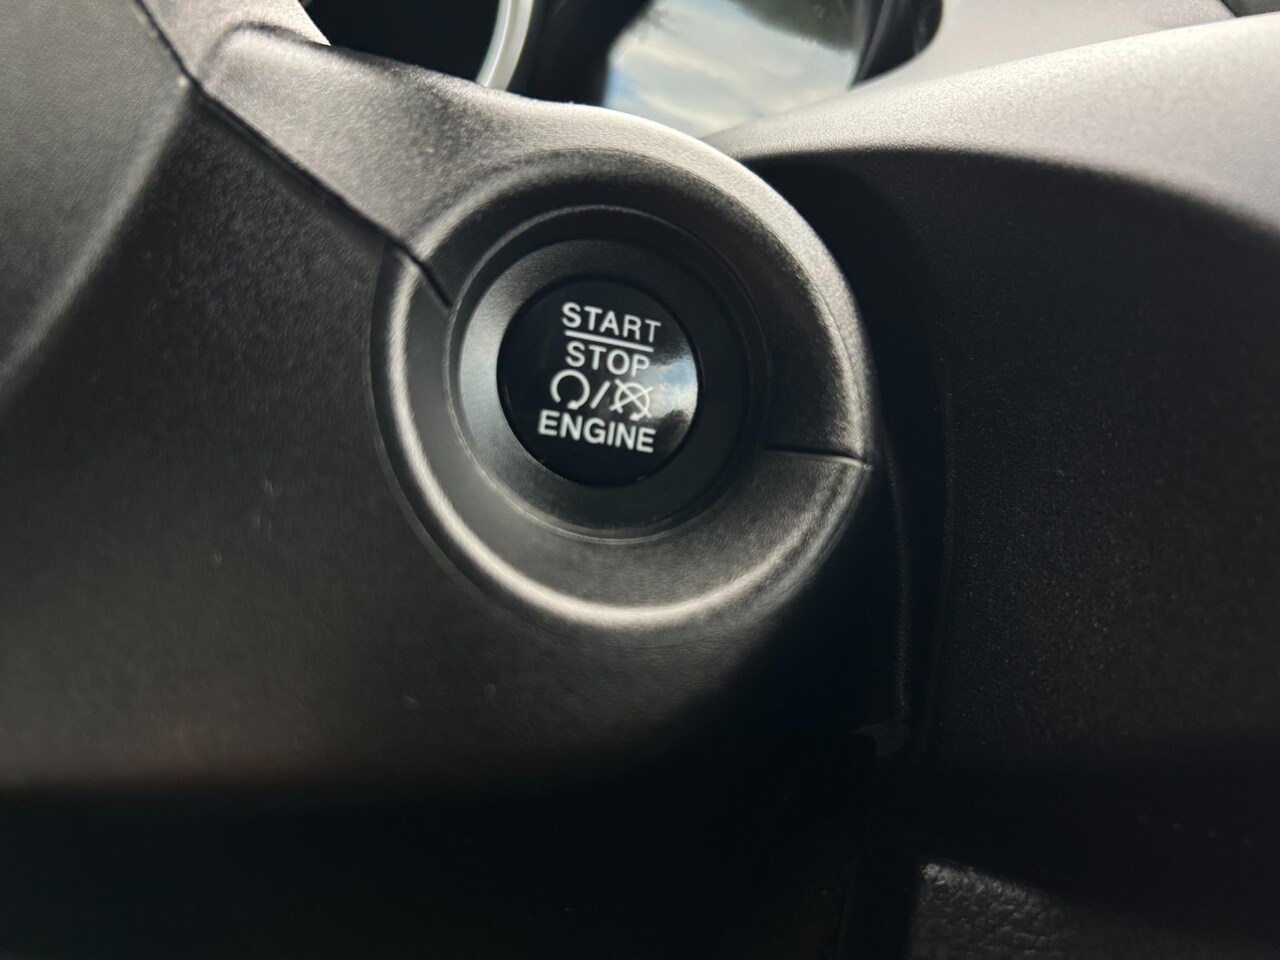 START
STOP
/
ENGINE